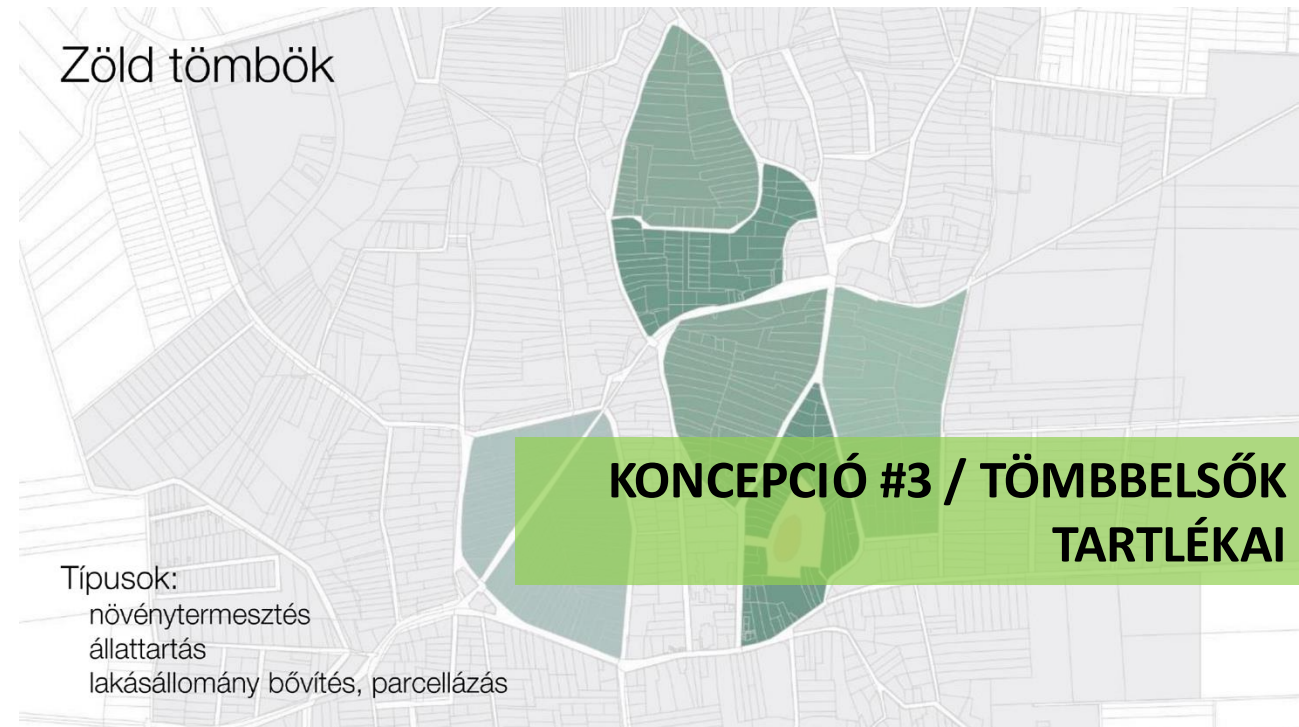 Zöld tömbök
KONCEPCIÓ #3 / TÖMBBELSŐK
TARTLÉKAI
Típusok:
növénytermesztés
állattartás
lakásállomány bővítés, parcellázás